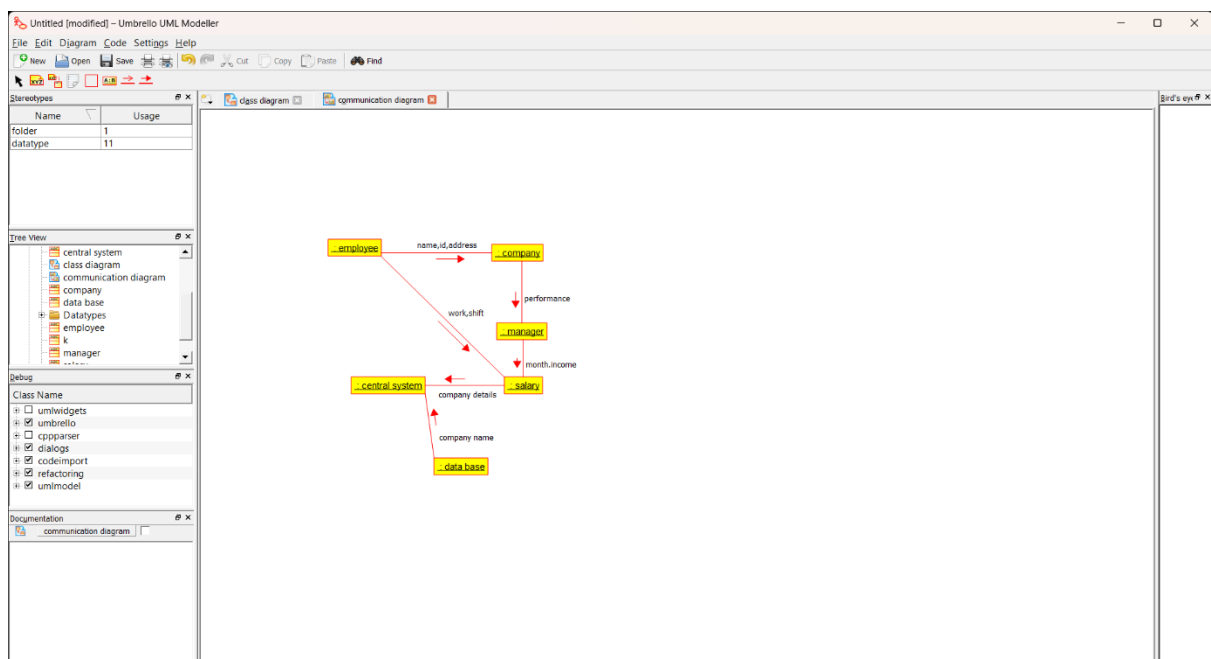 Untitled [modified] – Umbrello UML Modeller
File Edit Diagram Code Settings Help
New Open Save Cut Copy Paste Find
XYZ A:B
Stereotypes
Name Usage
folder 1
datatype 11
Tree View
central system
class diagram
communication diagram
company
data base
Datatypes
employee
k
manager
Debug
Class Name
umlwidgets
umbrello
cppparser
dialogs
codeimport
refactoring
umlmodel
Documentation
communication diagram
class diagram communication diagram
: employee name,id,address : company
performance
work,shift
: manager
month.income
: central system : salary
company details
company name
: data base
Bird's eye